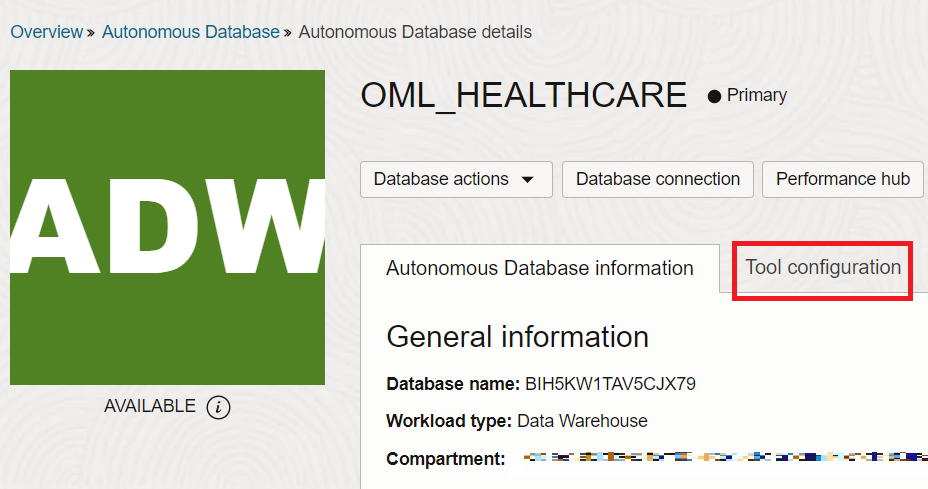 Overview » Autonomous Database » Autonomous Database details
ADW
AVAILABLE i
OML_HEALTHCARE ● Primary
Database actions Database connection Performance hub
Autonomous Database information Tool configuration
General information
Database name: BIH5KW1TAV5CJX79
Workload type: Data Warehouse
Compartment: